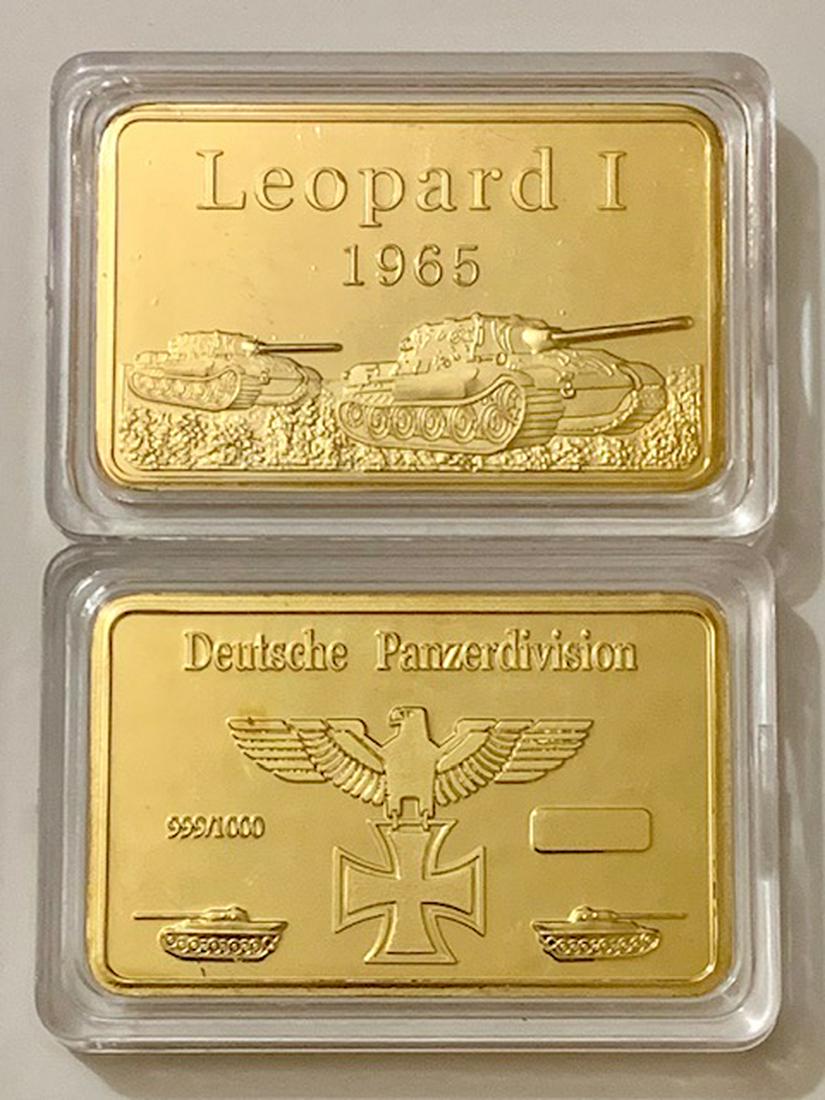 Leopard I
1965
Deutsche Panzerdivision
999/1000